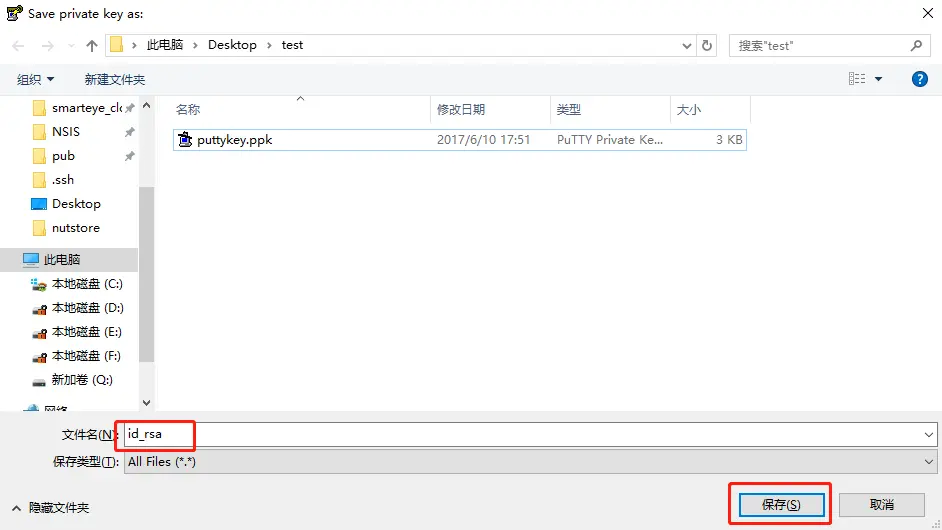 Save private key as:
此电脑 Desktop test
搜索"test"
组织
新建文件夹
smarteye_clc
NSIS
pub
.ssh
Desktop
nutstore
此电脑
本地磁盘 (C:)
本地磁盘 (D:)
本地磁盘 (E:)
本地磁盘 (F:)
新加卷 (Q:)
网络
名称 修改日期 类型 大小
puttykey.ppk 2017/6/10 17:51 PuTTY Private Ke... 3 KB
文件名(N): id_rsa
保存类型(T): All Files (*.*)
隐藏文件夹
保存(S)
取消